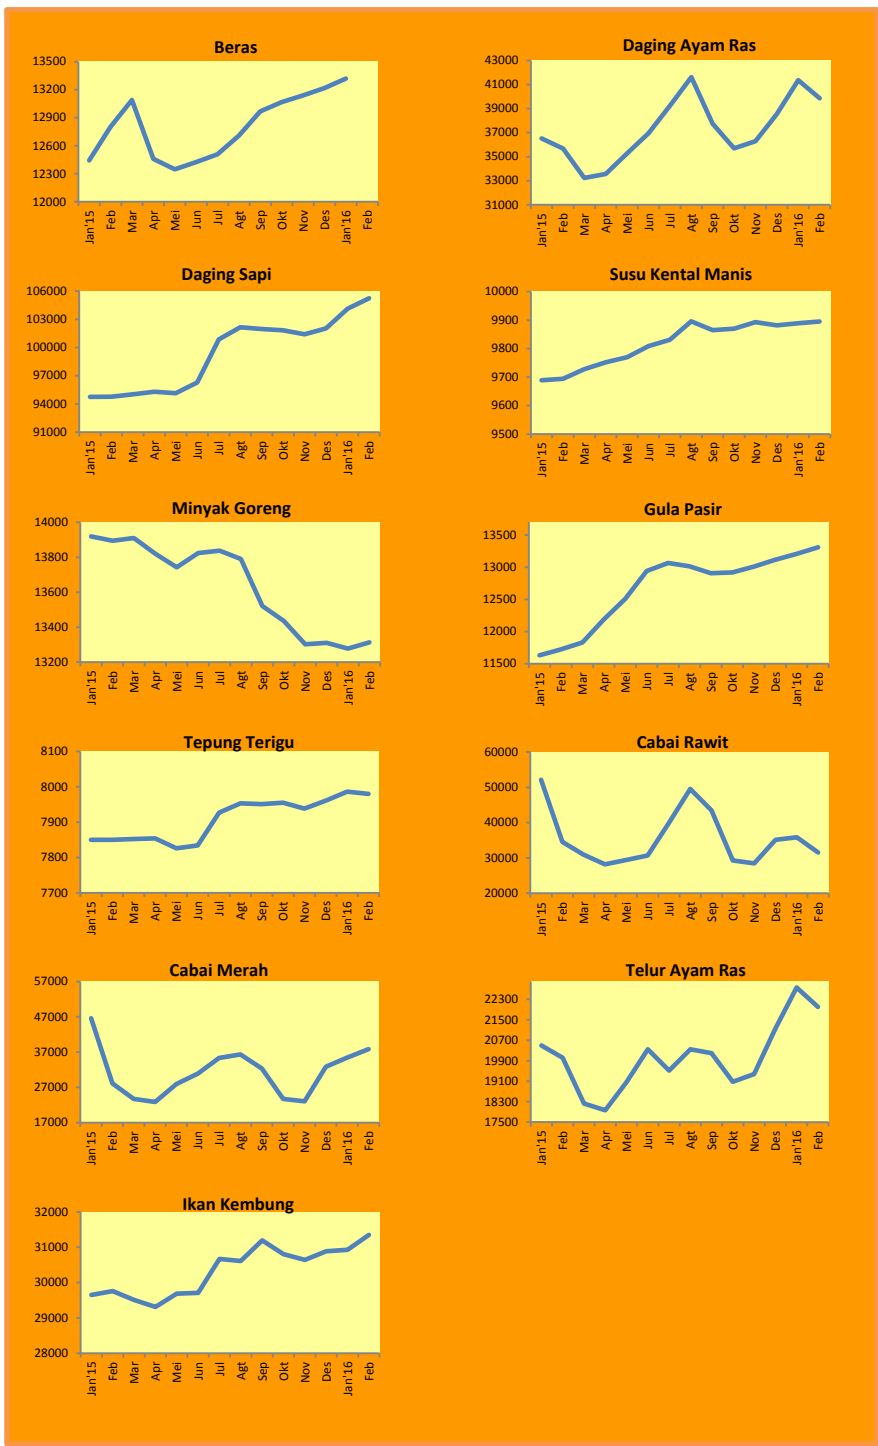 Beras
13500
13200
12900
12600
12300
12000
Jan'15 Feb Mar Apr Mei Jun Jul Agt Sep Okt Nov Des Jan'16 Feb
Daging Ayam Ras
43000
41000
39000
37000
35000
33000
31000
Jan'15 Feb Mar Apr Mei Jun Jul Agt Sep Okt Nov Des Jan'16 Feb
Daging Sapi
106000
103000
100000
97000
94000
91000
Jan'15 Feb Mar Apr Mei Jun Jul Agt Sep Okt Nov Des Jan'16 Feb
Susu Kental Manis
10000
9900
9800
9700
9600
9500
Jan'15 Feb Mar Apr Mei Jun Jul Agt Sep Okt Nov Des Jan'16 Feb
Minyak Goreng
14000
13800
13600
13400
13200
Jan'15 Feb Mar Apr Mei Jun Jul Agt Sep Okt Nov Des Jan'16 Feb
Gula Pasir
13500
13000
12500
12000
11500
Jan'15 Feb Mar Apr Mei Jun Jul Agt Sep Okt Nov Des Jan'16 Feb
Tepung Terigu
8100
8000
7900
7800
7700
Jan'15 Feb Mar Apr Mei Jun Jul Agt Sep Okt Nov Des Jan'16 Feb
Cabai Rawit
60000
50000
40000
30000
20000
Jan'15 Feb Mar Apr Mei Jun Jul Agt Sep Okt Nov Des Jan'16 Feb
Cabai Merah
57000
47000
37000
27000
17000
Jan'15 Feb Mar Apr Mei Jun Jul Agt Sep Okt Nov Des Jan'16 Feb
Telur Ayam Ras
22300
21500
20700
19900
19100
18300
17500
Jan'15 Feb Mar Apr Mei Jun Jul Agt Sep Okt Nov Des Jan'16 Feb
Ikan Kembung
32000
31000
30000
29000
28000
Jan'15 Feb Mar Apr Mei Jun Jul Agt Sep Okt Nov Des Jan'16 Feb